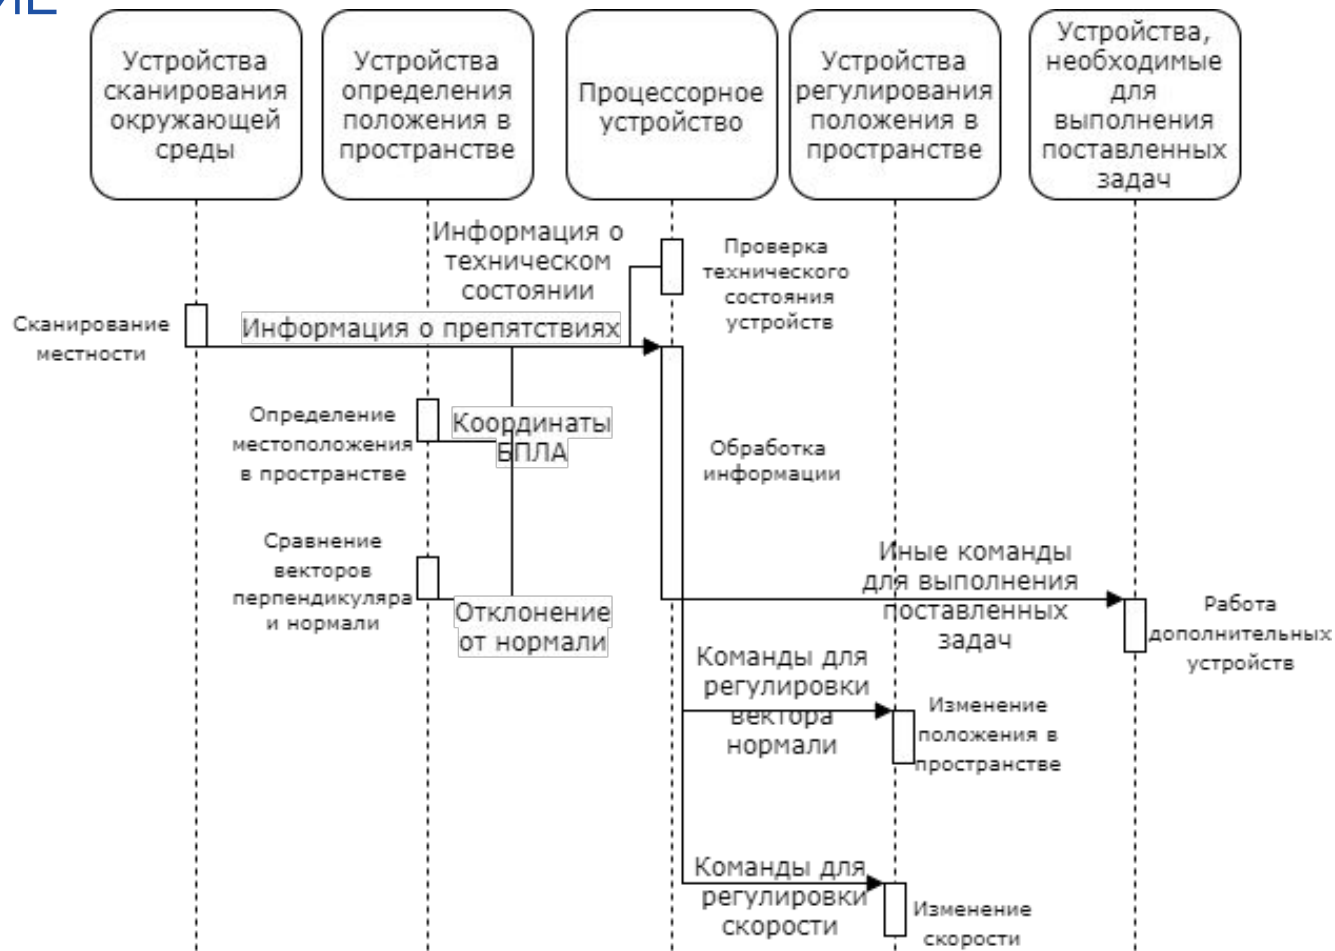 ИЕ
Устройства
сканирования
окружающей
среды
Устройства
определения
положения в
пространстве
Процессорное
устройство
Устройства
регулирования
положения в
пространстве
Устройства,
необходимые
для
выполнения
поставленных
задач
Информация о
техническом
состоянии
Проверка
технического
состояния
устройств
Сканирование
местности
Информация о препятствиях
Определение
местоположения
в пространстве
Координаты
БПЛА
Обработка
информации
Сравнение
векторов
перпендикуляра
и нормали
Отклонение
от нормали
Иные команды
для выполнения
поставленных
задач
Работа
дополнительных
устройств
Команды для
регулировки
вектора
нормали
Изменение
положения в
пространстве
Команды для
регулировки
скорости
Изменение
скорости